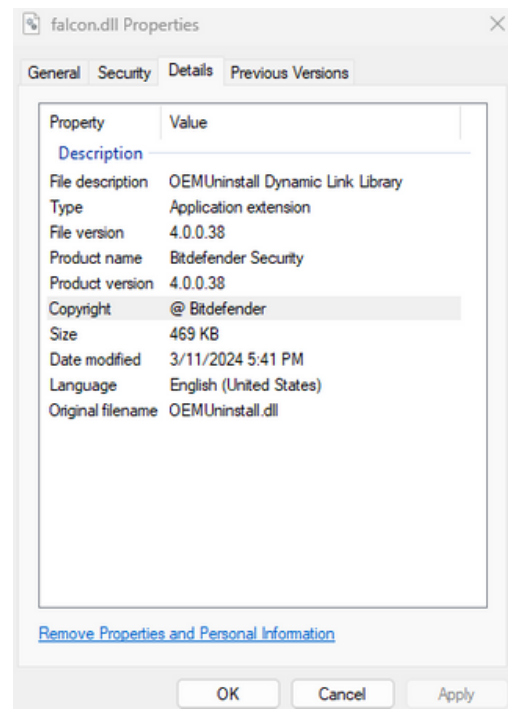 falcon.dll Properties
General Security Details Previous Versions
Property Value
Description
File description OEMUninstall Dynamic Link Library
Type Application extension
File version 4.0.0.38
Product name Bitdefender Security
Product version 4.0.0.38
Copyright @ Bitdefender
Size 469 KB
Date modified 3/11/2024 5:41 PM
Language English (United States)
Original filename OEMUninstall.dll
Remove Properties and Personal Information
OK Cancel Apply